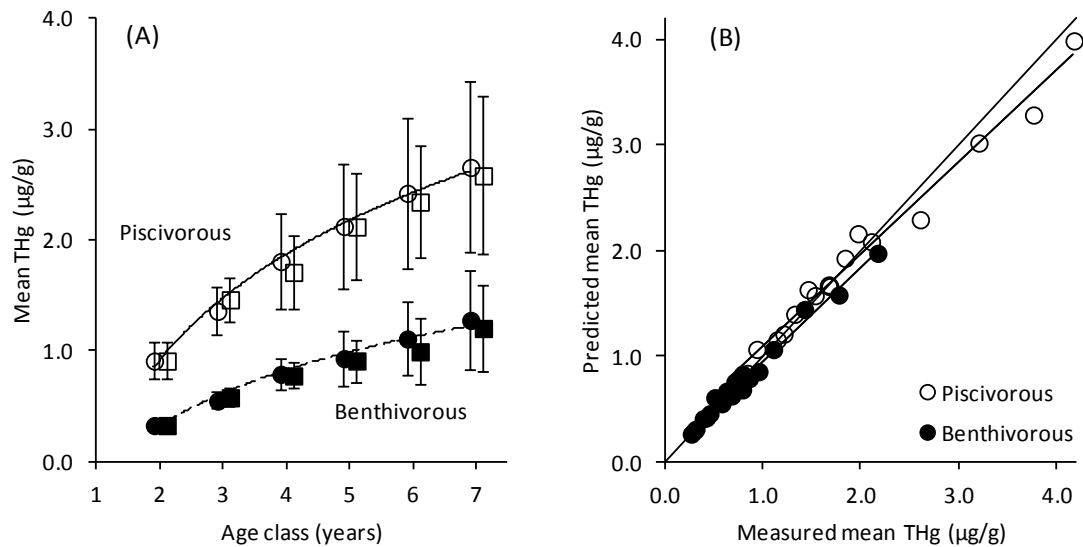 (A)
4.0
3.0
2.0
1.0
0.0
Mean THg (µg/g)
Piscivorous
Benthivorous
1 2 3 4 5 6 7
Age class (years)
(B)
4.0
3.0
2.0
1.0
0.0
Predicted mean THg (µg/g)
Piscivorous
Benthivorous
0.0 1.0 2.0 3.0 4.0
Measured mean THg (µg/g)